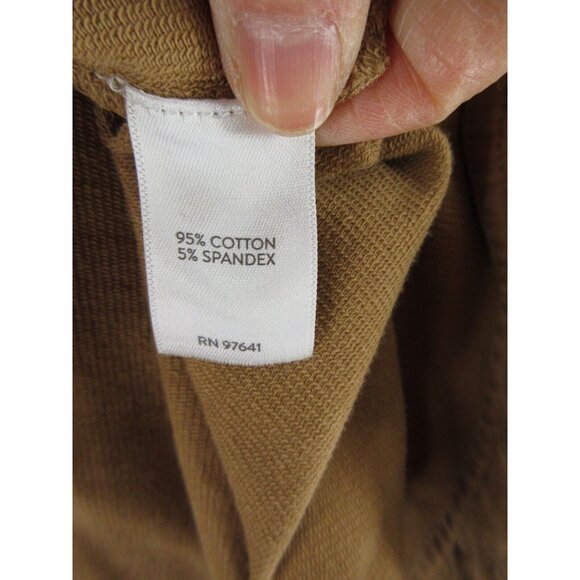 95% COTTON
5% SPANDEX
RN 97641